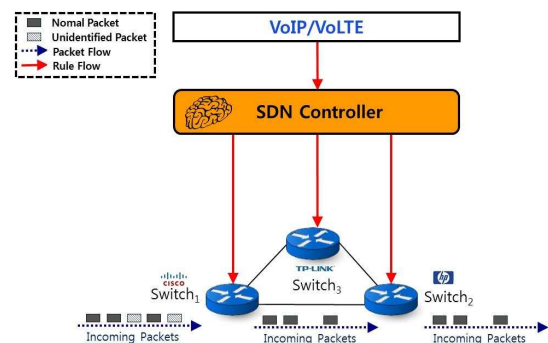 Nomal Packet
Unidentified Packet
Packet Flow
Rule Flow
VoIP/VoLTE
SDN Controller
CISCO
Switch1
TP-LINK
Switch3
hp
Switch2
Incoming Packets
Incoming Packets
Incoming Packets